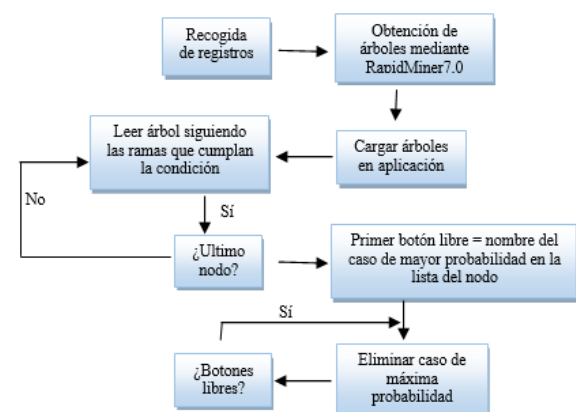 Recogida
de registros
Obtención de
árboles mediante
RapidMiner7.0
Leer árbol siguiendo
las ramas que cumplan
la condición
Cargar árboles
en aplicación
No
Sí
¿Ultimo
nodo?
Primer botón libre = nombre del
caso de mayor probabilidad en la
lista del nodo
Sí
¿Botones
libres?
Eliminar caso de
máxima
probabilidad